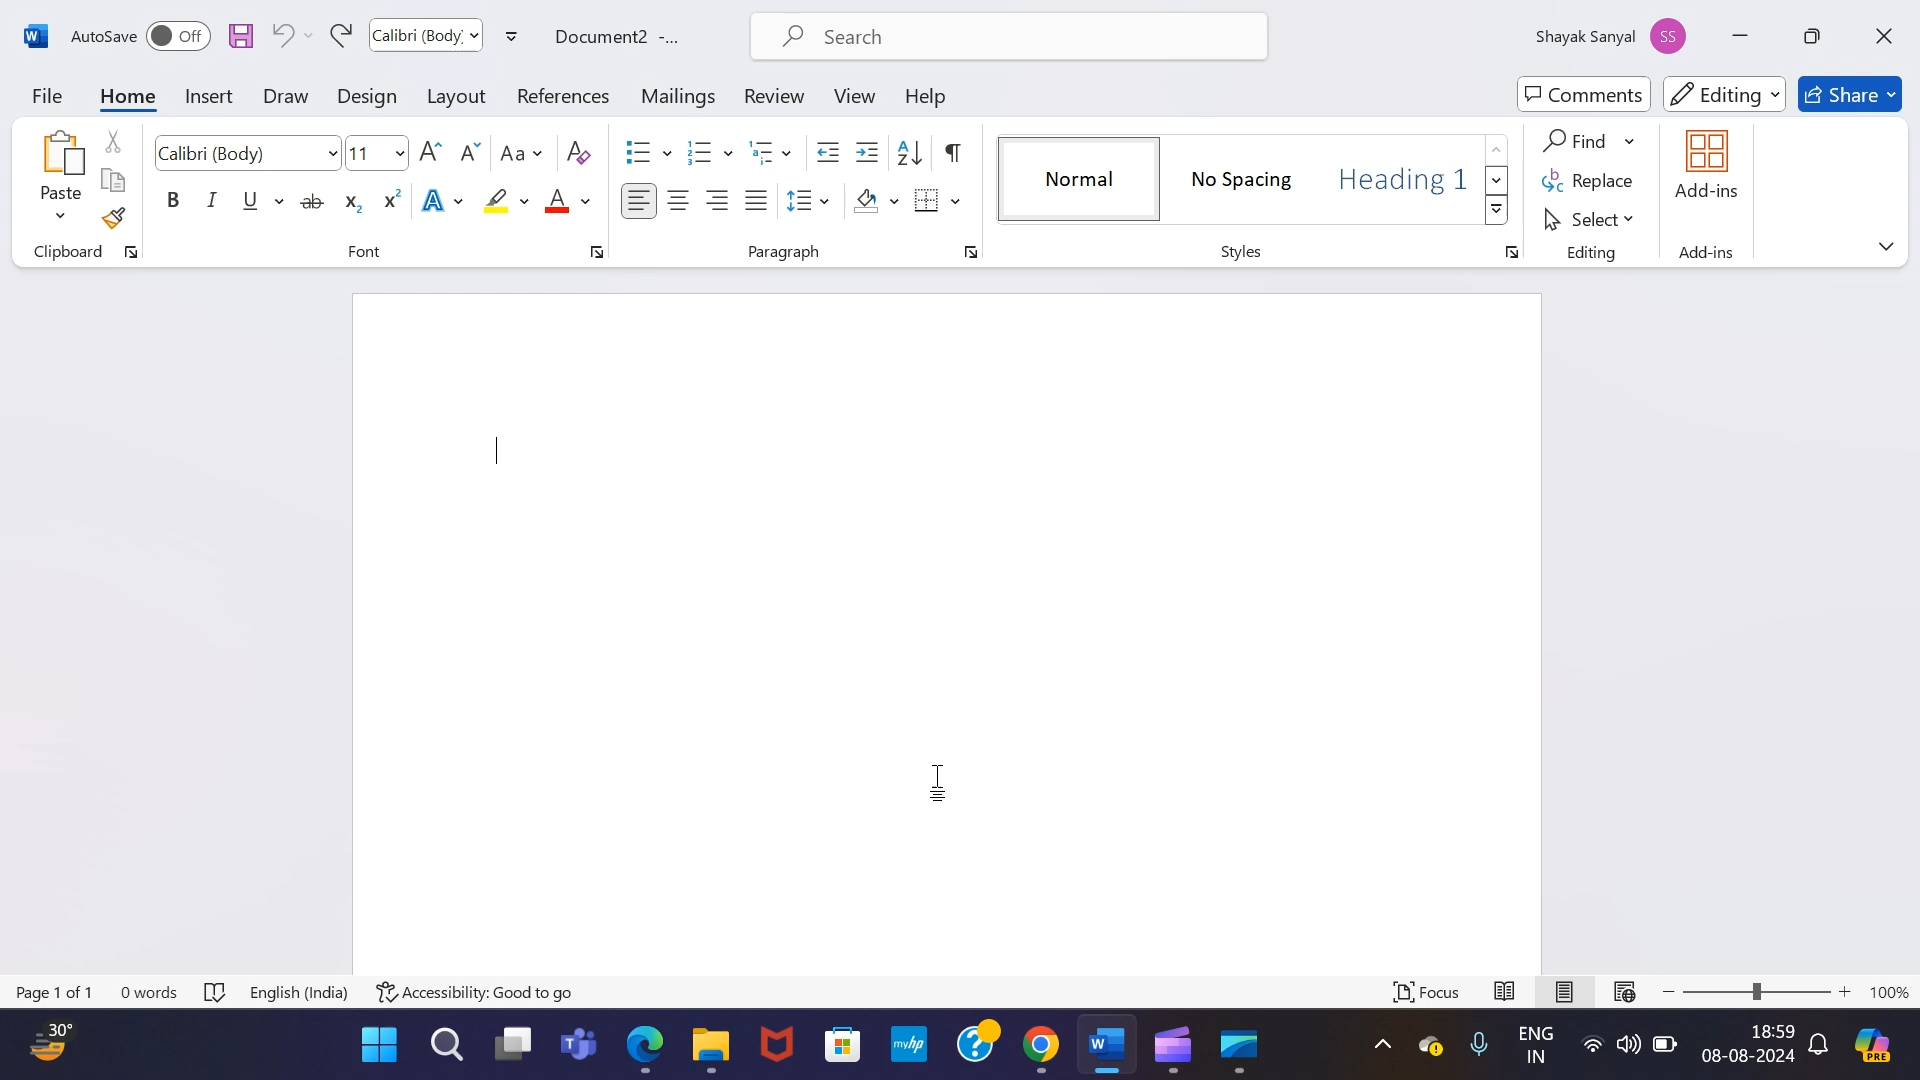 AutoSave Off Calibri (Body) Document2 -... Search Shayak Sanyal SS
File Home Insert Draw Design Layout References Mailings Review View Help Comments Editing Share
Paste
Calibri (Body) 11 Aa
Normal No Spacing Heading 1
Find
Replace
Select
Add-ins
Clipboard Font Paragraph Styles Editing Add-ins
Page 1 of 1 0 words English (India) Accessibility: Good to go Focus 100%
30° myhp ENG 18:59
IN 08-08-2024 PRE